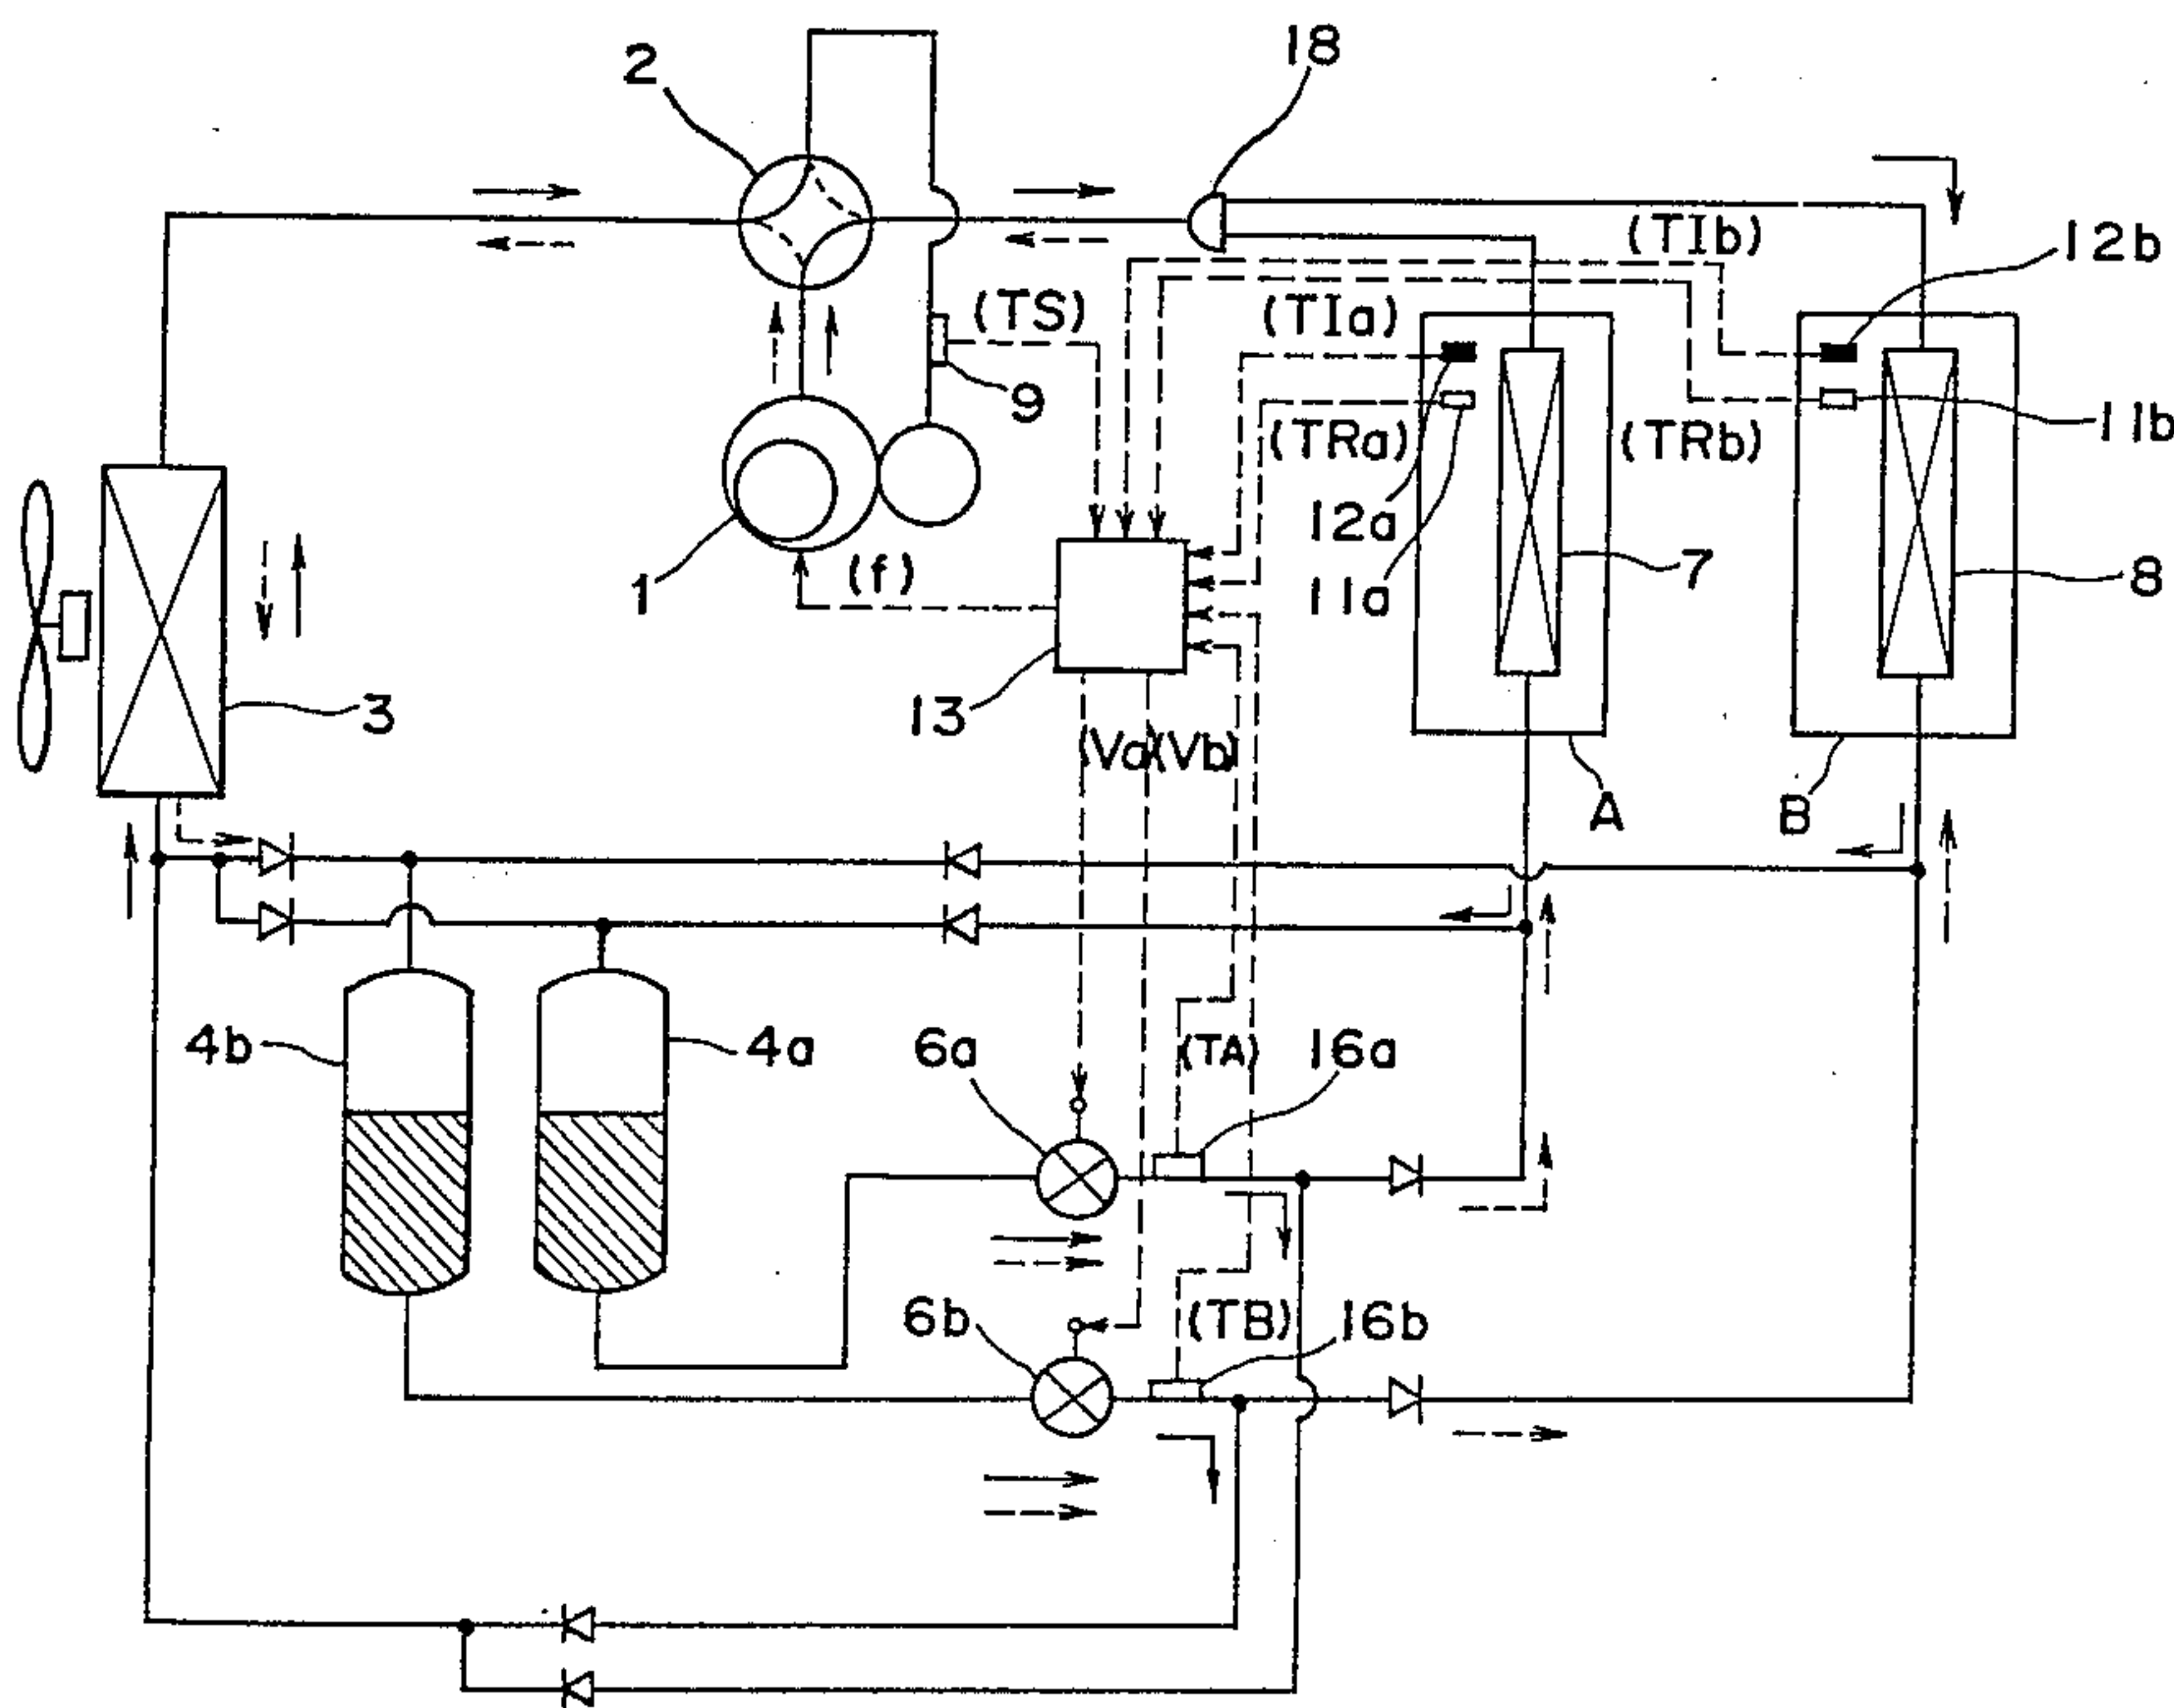 2
18
(TIb)
12b
(TS)
(TIa)
9
(TRa)
(TRb)
11b
12a
1
(f)
11a
7
8
3
13
(Va)
(Vb)
A
B
4b
4a
6a
(TA)
16a
6b
(TB)
16b